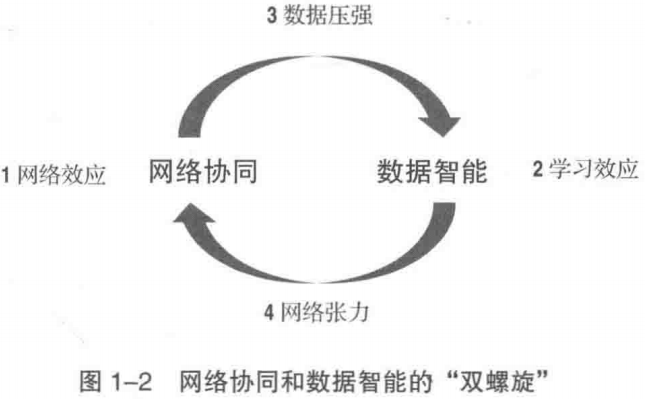 3 数据压强
1 网络效应
网络协同
数据智能
2 学习效应
4 网络张力
图 1-2 网络协同和数据智能的“双螺旋”